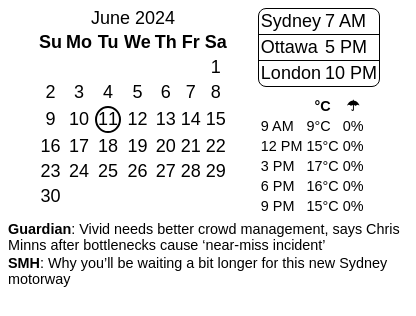 June 2024
Su Mo Tu We Th Fr Sa
1
2 3 4 5 6 7 8
9 10 11 12 13 14 15
16 17 18 19 20 21 22
23 24 25 26 27 28 29
30
Sydney 7 AM
Ottawa 5 PM
London 10 PM
°C ☂
9 AM 9°C 0%
12 PM 15°C 0%
3 PM 17°C 0%
6 PM 16°C 0%
9 PM 15°C 0%
Guardian: Vivid needs better crowd management, says Chris
Minns after bottlenecks cause ‘near-miss incident’
SMH: Why you’ll be waiting a bit longer for this new Sydney
motorway